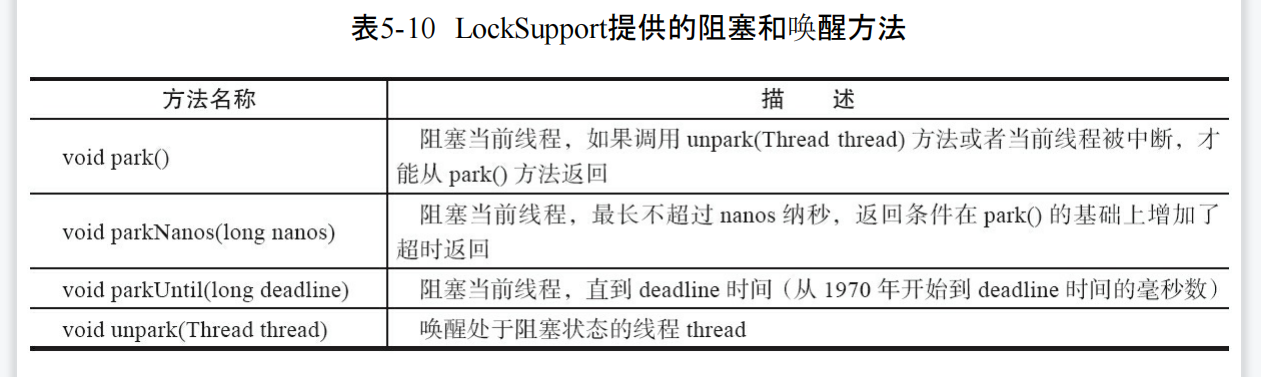 表5-10 LockSupport提供的阻塞和唤醒方法
方法名称 描 述
void park() 阻塞当前线程，如果调用 unpark(Thread thread) 方法或者当前线程被中断，才
能从 park() 方法返回
void parkNanos(long nanos) 阻塞当前线程，最长不超过 nanos 纳秒，返回条件在 park() 的基础上增加了
超时返回
void parkUntil(long deadline) 阻塞当前线程，直到 deadline 时间（从 1970 年开始到 deadline 时间的毫秒数）
void unpark(Thread thread) 唤醒处于阻塞状态的线程 thread